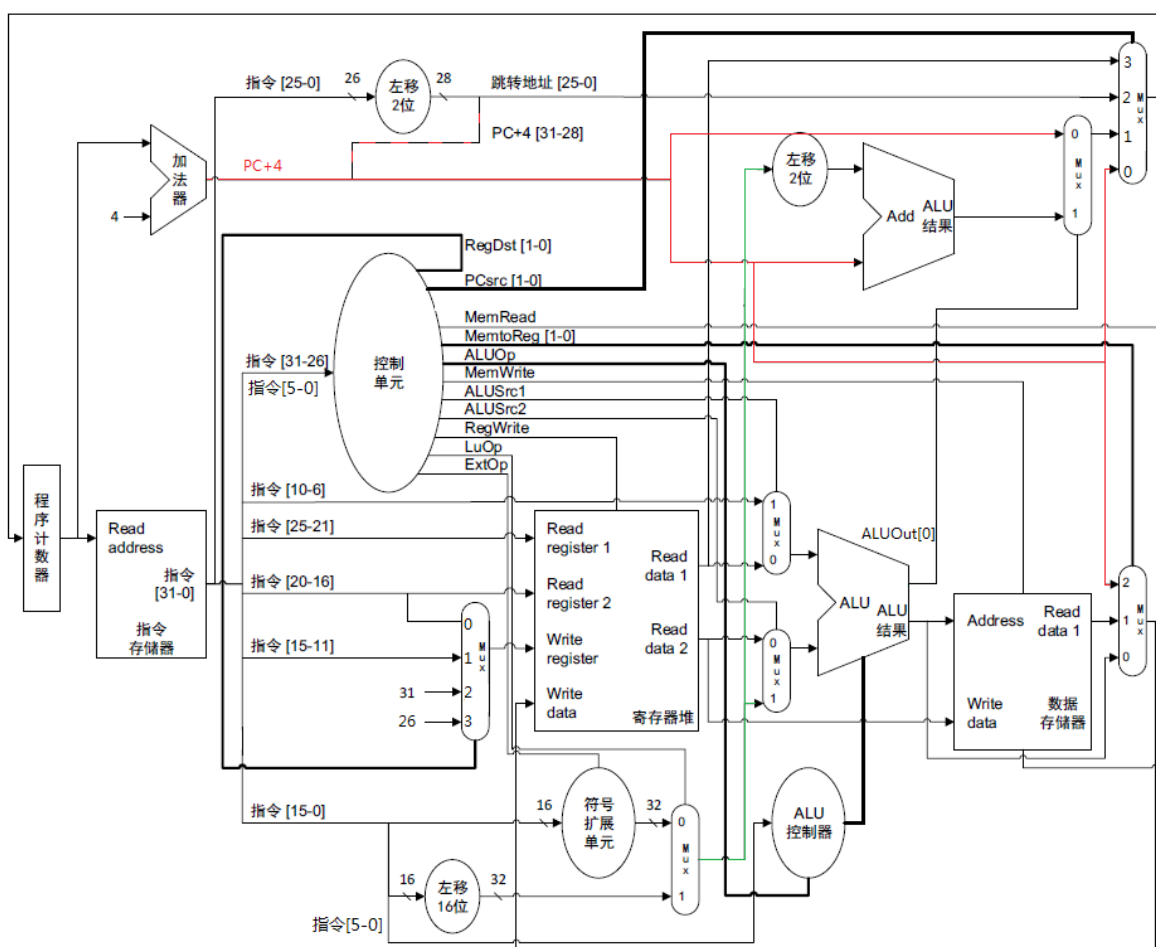 指令 [25-0]
26
左移
2位
28
跳转地址 [25-0]
PC+4 [31-28]
3
2
1
0
Mux
加法器
4
PC+4
左移
2位
Add
ALU
结果
0
Mux
1
RegDst [1-0]
PCsrc [1-0]
MemRead
MemtoReg [1-0]
ALUOp
MemWrite
ALUSrc1
ALUSrc2
RegWrite
LuOp
ExtOp
控制
单元
指令 [31-26]
指令[5-0]
指令 [10-6]
指令 [25-21]
指令 [20-16]
指令 [15-11]
31
26
0
1
2
3
Mux
程序计数器
Read
address
指令
[31-0]
指令
存储器
Read
register 1
Read
register 2
Write
register
Write
data
Read
data 1
Read
data 2
寄存器堆
1
Mux
0
0
Mux
1
ALU
ALU
结果
ALUOut[0]
Address
Read
data 1
Write
data
数据
存储器
2
1
0
Mux
指令 [15-0]
16
符号
扩展
单元
32
0
Mux
1
16
左移
16位
32
ALU
控制器
指令[5-0]